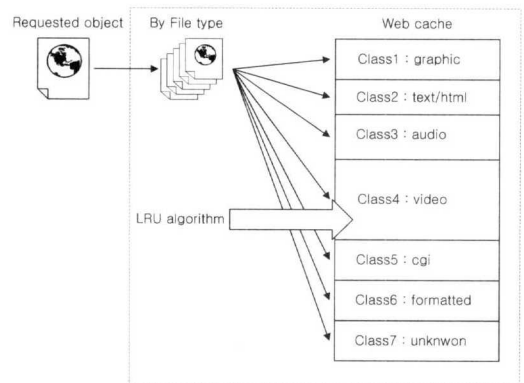 Requested object
By File type
Web cache
Class1 : graphic
Class2 : text/html
Class3 : audio
Class4 : video
LRU algorithm
Class5 : cgi
Class6 : formatted
Class7 : unknwon